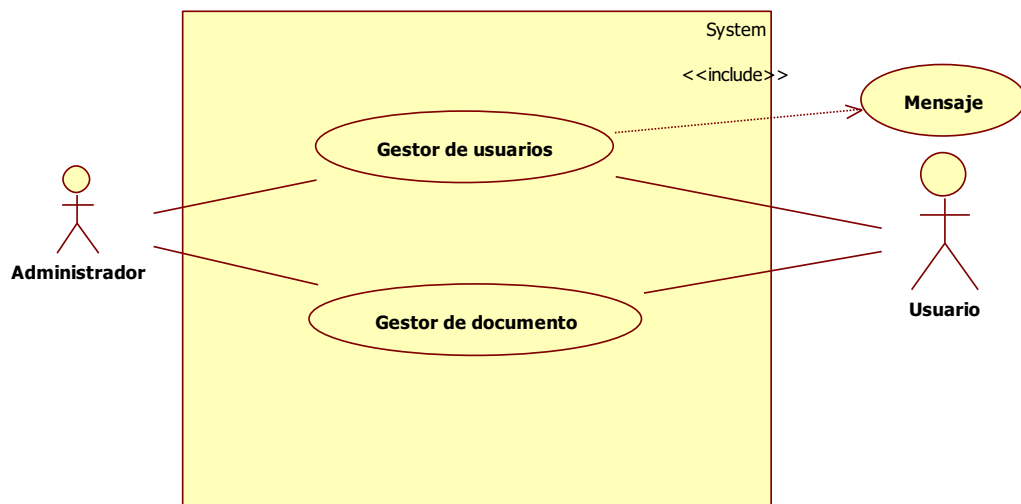 System
<<include>>
Mensaje
Gestor de usuarios
Administrador
Usuario
Gestor de documento